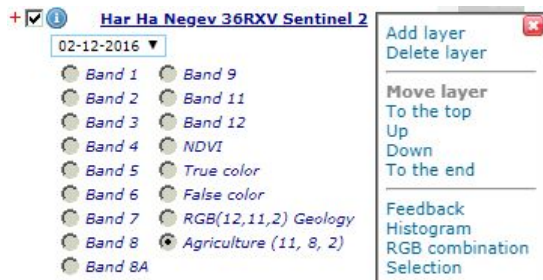 Har Ha Negev 36RXV Sentinel 2
02-12-2016
Band 1
Band 2
Band 3
Band 4
Band 5
Band 6
Band 7
Band 8
Band 8A
Band 9
Band 11
Band 12
NDVI
True color
False color
RGB(12,11,2) Geology
Agriculture (11, 8, 2)
Add layer
Delete layer
Move layer
To the top
Up
Down
To the end
Feedback
Histogram
RGB combination
Selection